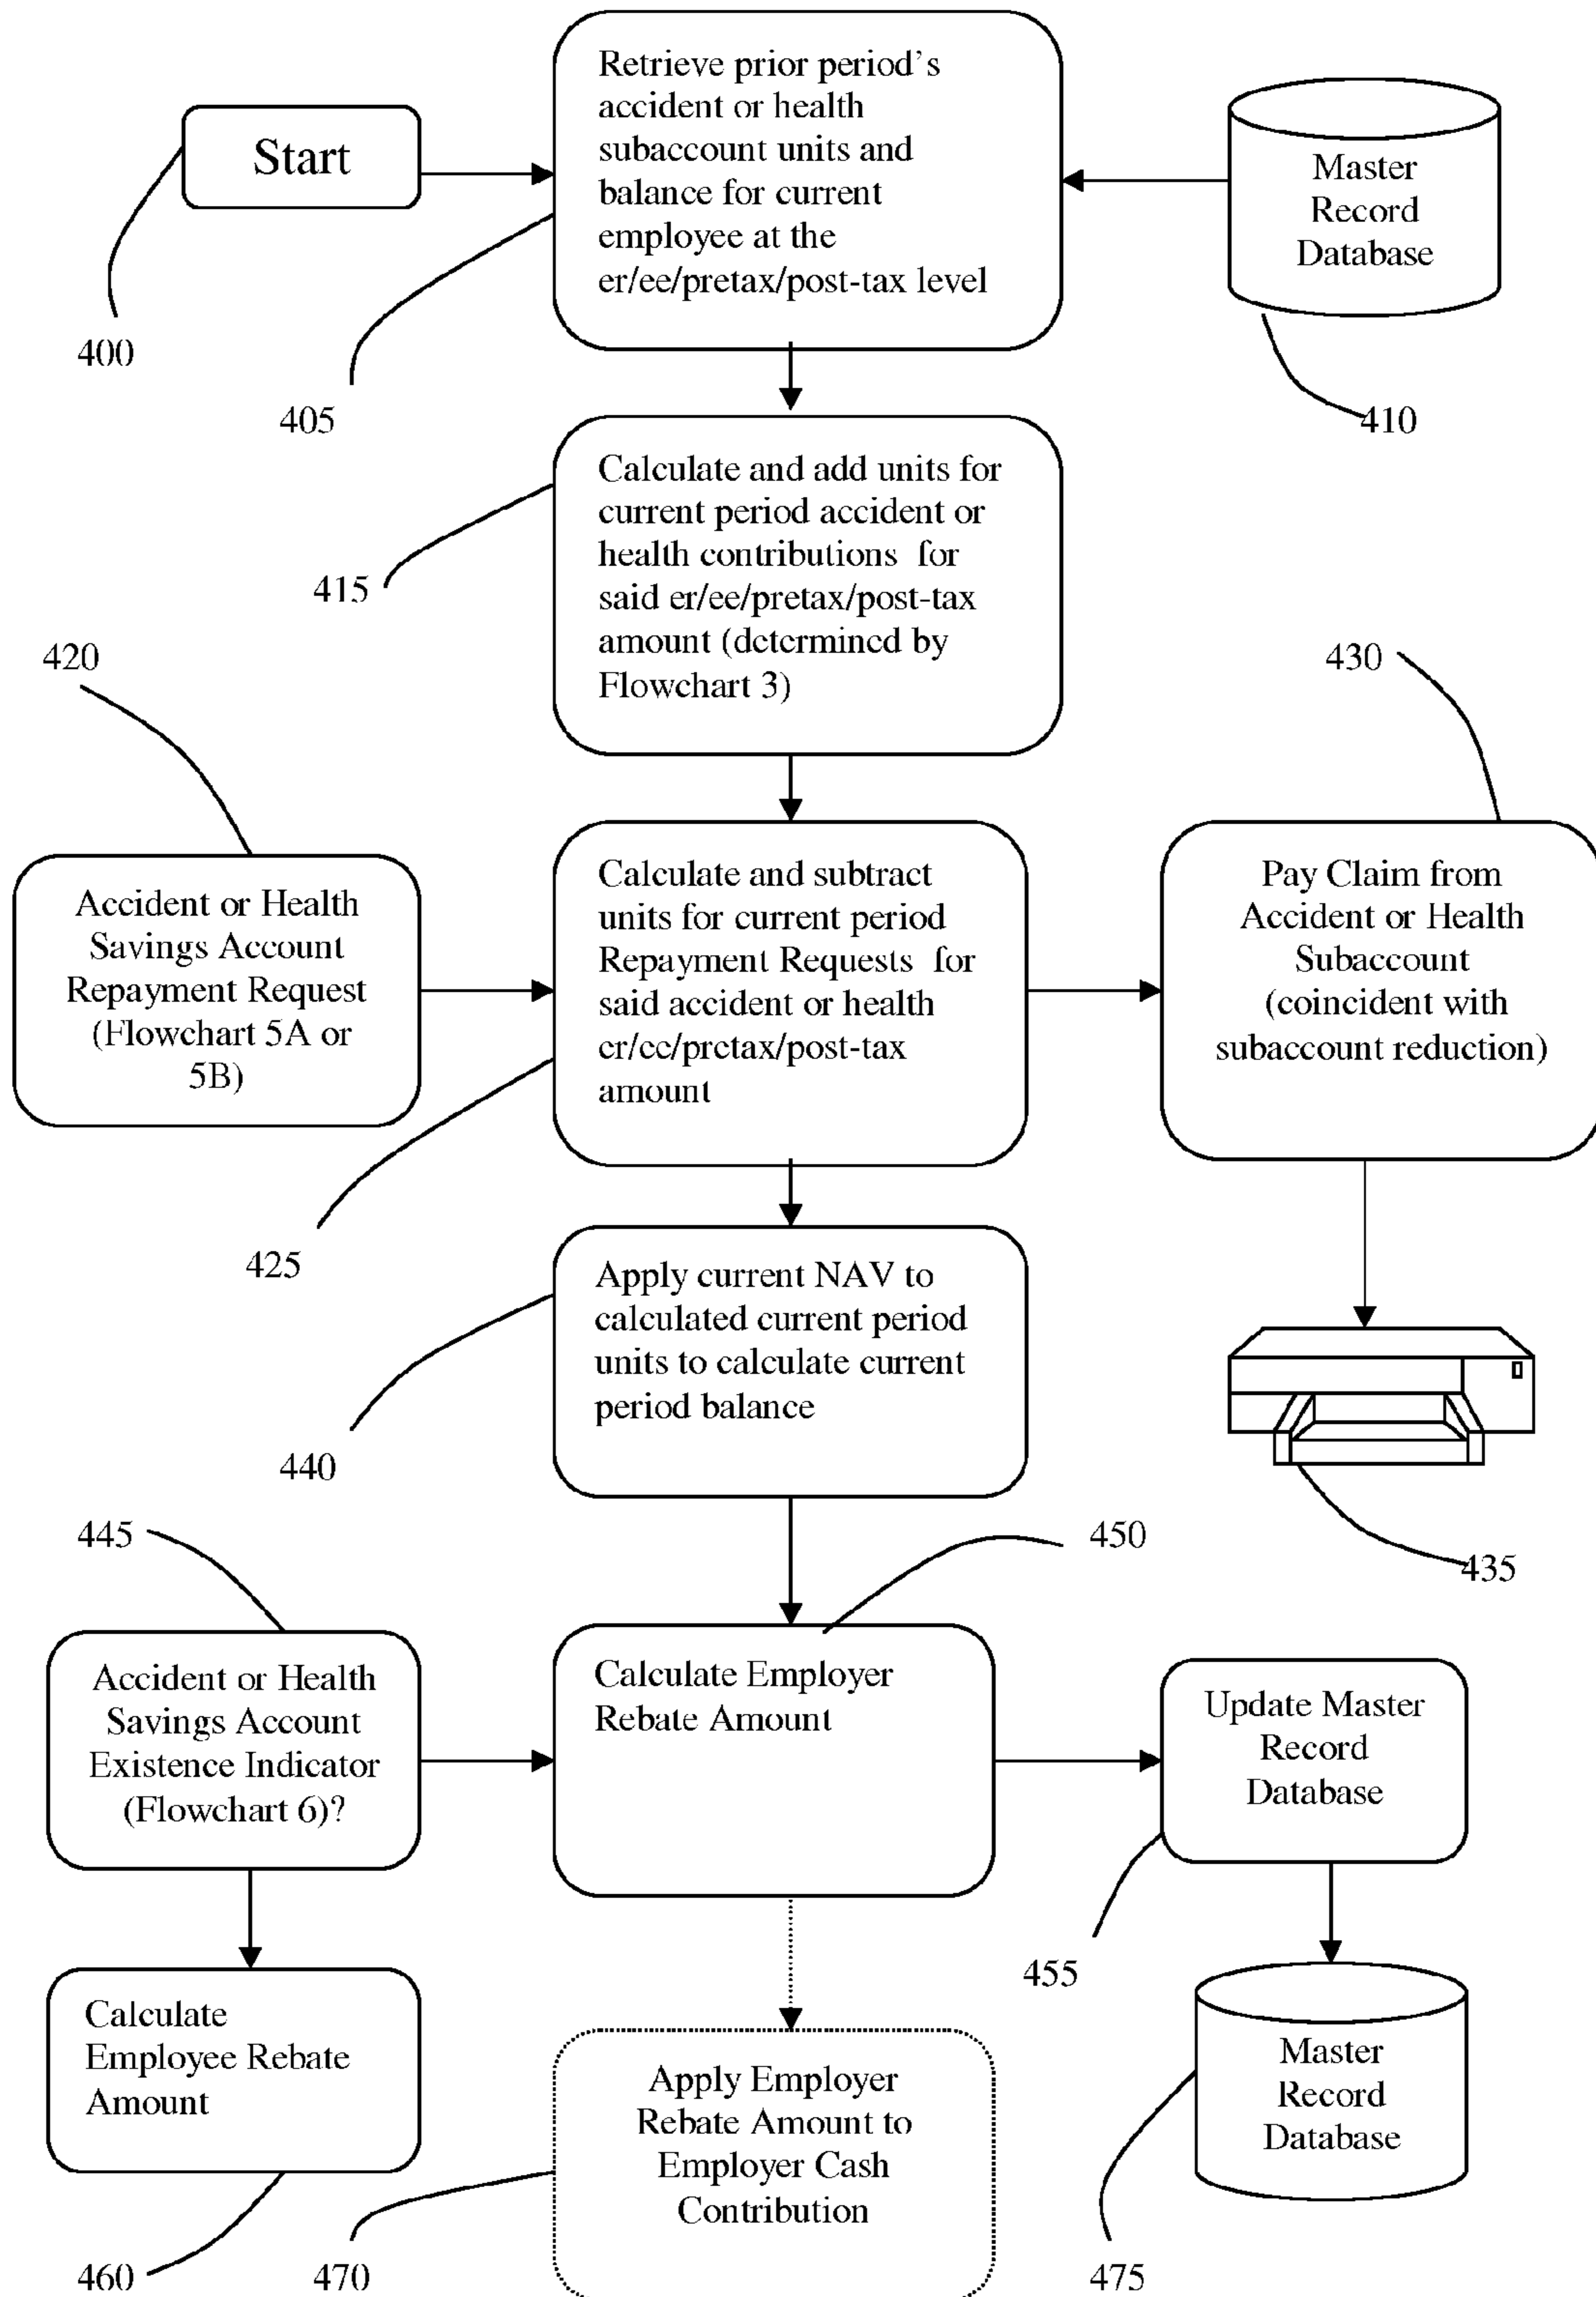 Retrieve prior period's
accident or health
subaccount units and
balance for current
employee at the
er/ee/pretax/post-tax level
Start
Master
Record
Database
400
405
410
Calculate and add units for
current period accident or
health contributions for
said er/ee/pretax/post-tax
amount (determined by
Flowchart 3)
415
420
430
Accident or Health
Savings Account
Repayment Request
(Flowchart 5A or
5B)
Calculate and subtract
units for current period
Repayment Requests for
said accident or health
er/ee/pretax/post-tax
amount
Pay Claim from
Accident or Health
Subaccount
(coincident with
subaccount reduction)
425
Apply current NAV to
calculated current period
units to calculate current
period balance
440
435
445
450
Accident or Health
Savings Account
Existence Indicator
(Flowchart 6)?
Calculate Employer
Rebate Amount
Update Master
Record
Database
455
Calculate
Employee Rebate
Amount
Apply Employer
Rebate Amount to
Employer Cash
Contribution
Master
Record
Database
460
470
475